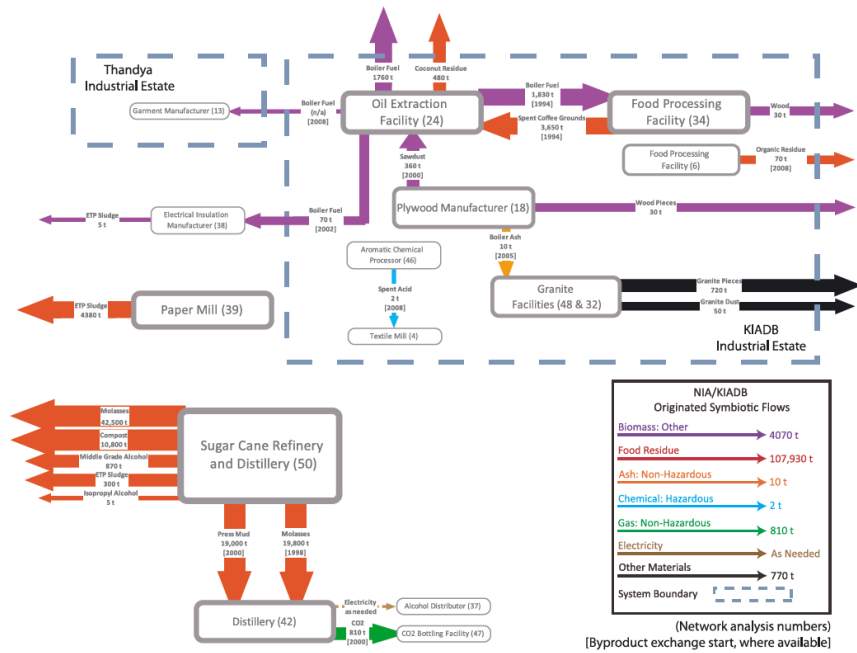 Thandya
Industrial Estate
Garment Manufacturer (13)
Boiler Fuel
(n/a)
[2008]
Boiler Fuel
1760 t
Coconut Residue
480 t
Oil Extraction
Facility (24)
Boiler Fuel
1,830 t
[1994]
Spent Coffee Grounds
3,650 t
[1994]
Food Processing
Facility (34)
Wood
30 t
Food Processing
Facility (6)
Organic Residue
70 t
[2008]
Sawdust
360 t
[2000]
Plywood Manufacturer (18)
Wood Pieces
30 t
ETP Sludge
5 t
Electrical Insulation
Manufacturer (38)
Boiler Fuel
70 t
[2002]
Boiler Ash
10 t
[2005]
Aromatic Chemical
Processor (46)
Spent Acid
2 t
[2008]
Textile Mill (4)
Granite
Facilities (48 & 32)
Granite Pieces
720 t
Granite Dust
50 t
KIADB
Industrial Estate
ETP Sludge
4380 t
Paper Mill (39)
Molasses
42,500 t
Compost
10,800 t
Middle Grade Alcohol
870 t
ETP Sludge
300 t
Isopropyl Alcohol
5 t
Sugar Cane Refinery
and Distillery (50)
Press Mud
19,000 t
[2000]
Molasses
19,800 t
[1998]
Distillery (42)
Electricity
as needed
Alcohol Distributor (37)
CO2
810 t
[2000]
CO2 Bottling Facility (47)
NIA/KIADB
Originated Symbiotic Flows
Biomass: Other
4070 t
Food Residue
107,930 t
Ash: Non-Hazardous
10 t
Chemical: Hazardous
2 t
Gas: Non-Hazardous
810 t
Electricity
As Needed
Other Materials
770 t
System Boundary
(Network analysis numbers)
[Byproduct exchange start, where available]